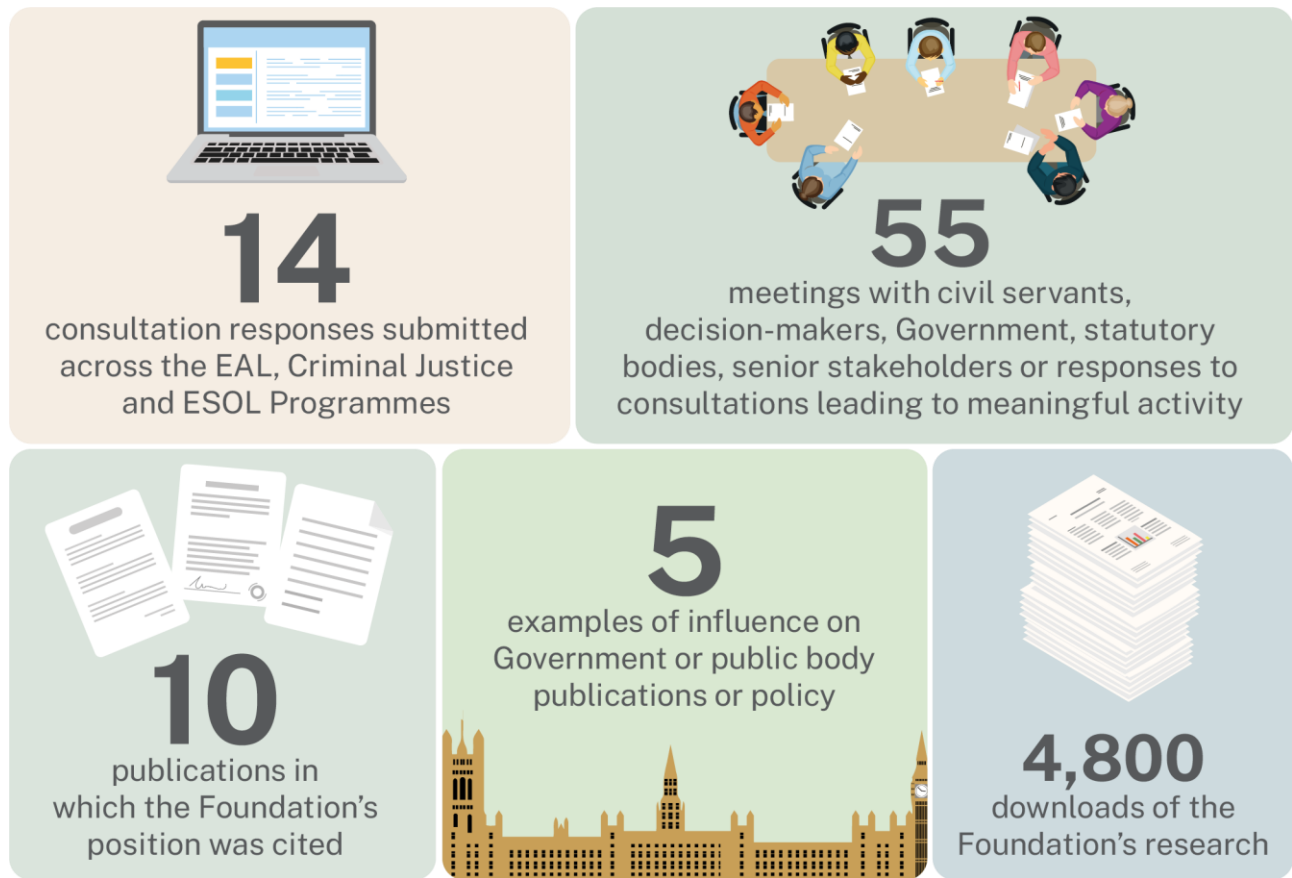 14
consultation responses submitted
across the EAL, Criminal Justice
and ESOL Programmes
55
meetings with civil servants,
decision-makers, Government, statutory
bodies, senior stakeholders or responses to
consultations leading to meaningful activity
10
publications in
which the Foundation’s
position was cited
5
examples of influence on
Government or public body
publications or policy
4,800
downloads of the
Foundation’s research